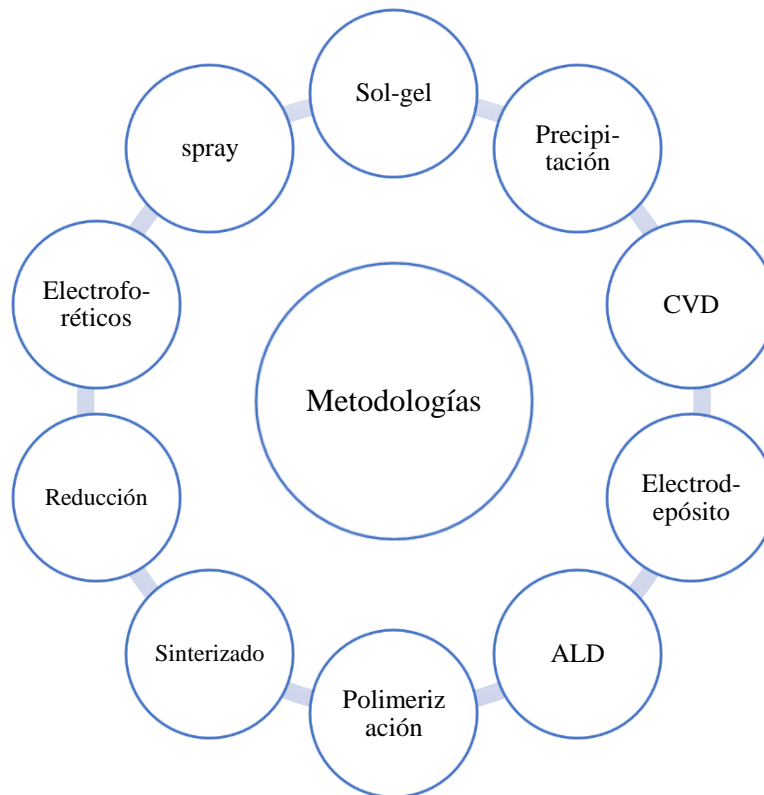 Sol-gel
Precipi-
tación
CVD
Electrod-
epósito
ALD
Polimeriz
ación
Sinterizado
Reducción
Electrofo-
réticos
spray
Metodologías